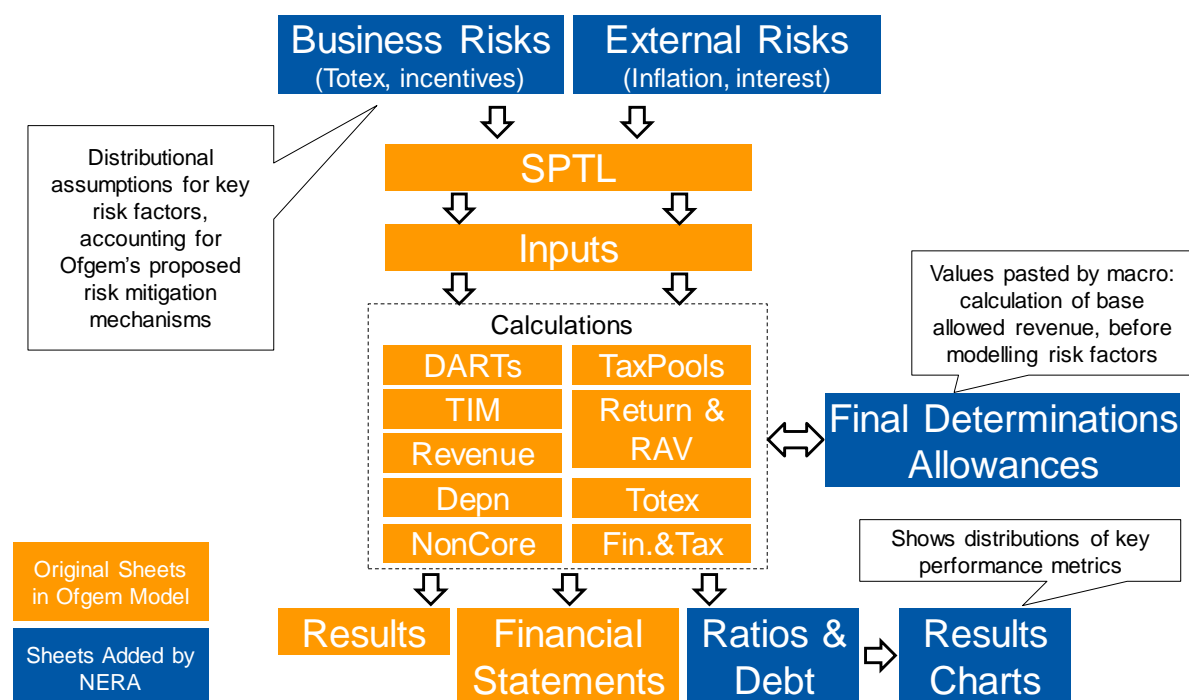 Business Risks
(Totex, incentives)
External Risks
(Inflation, interest)
Distributional
assumptions for key
risk factors,
accounting for
Ofgem's proposed
risk mitigation
mechanisms
SPTL
Inputs
Calculations
DARTs
TIM
Revenue
Depn
NonCore
TaxPools
Return &
RAV
Totex
Fin.&Tax
Values pasted by macro:
calculation of base
allowed revenue, before
modelling risk factors
Final Determinations
Allowances
Shows distributions of key
performance metrics
Original Sheets
in Ofgem Model
Sheets Added by
NERA
Results
Financial
Statements
Ratios &
Debt
Results
Charts